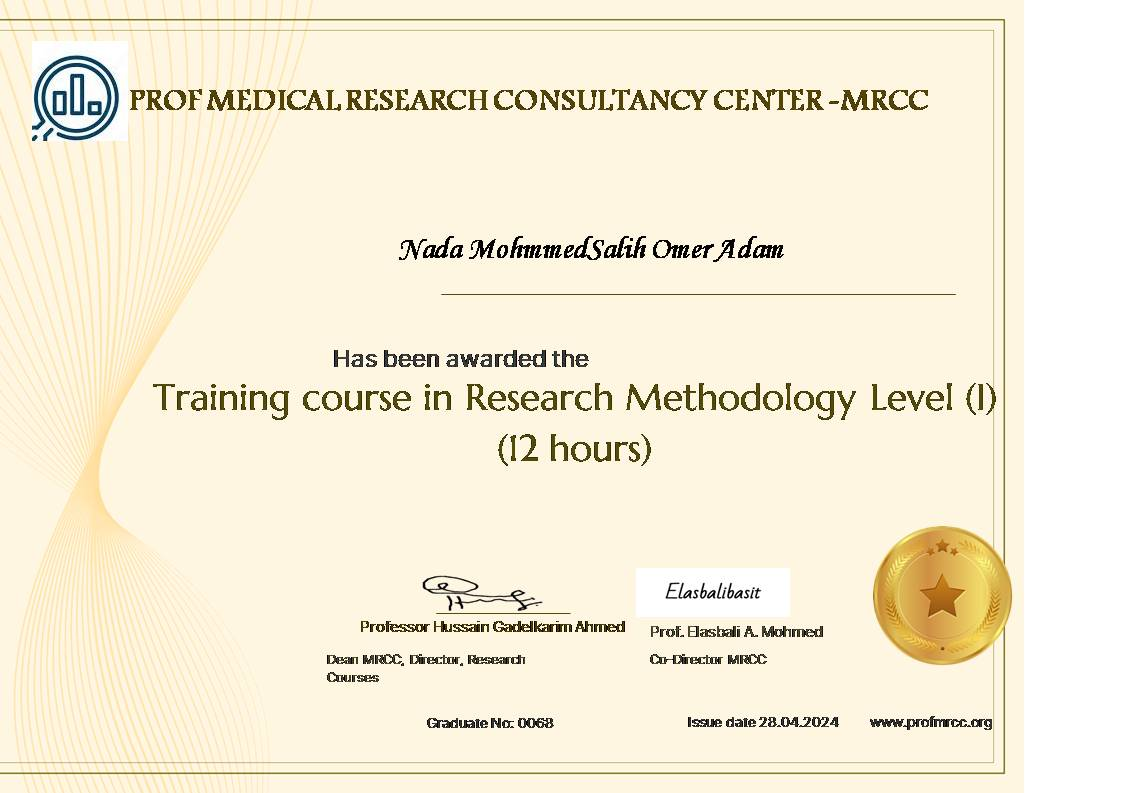 PROF MEDICAL RESEARCH CONSULTANCY CENTER -MRCC
Nada MohmmedSalih Omer Adam
Has been awarded the
Training course in Research Methodology Level (I)
(12 hours)
Elasbalibasit
Professor Hussain Gadelkarim Ahmed
Prof. Elasbali A. Mohmed
Dean MRCC, Director, Research
Courses
Co-Director MRCC
Graduate No: 0068
Issue date 28.04.2024
www.profmrcc.org